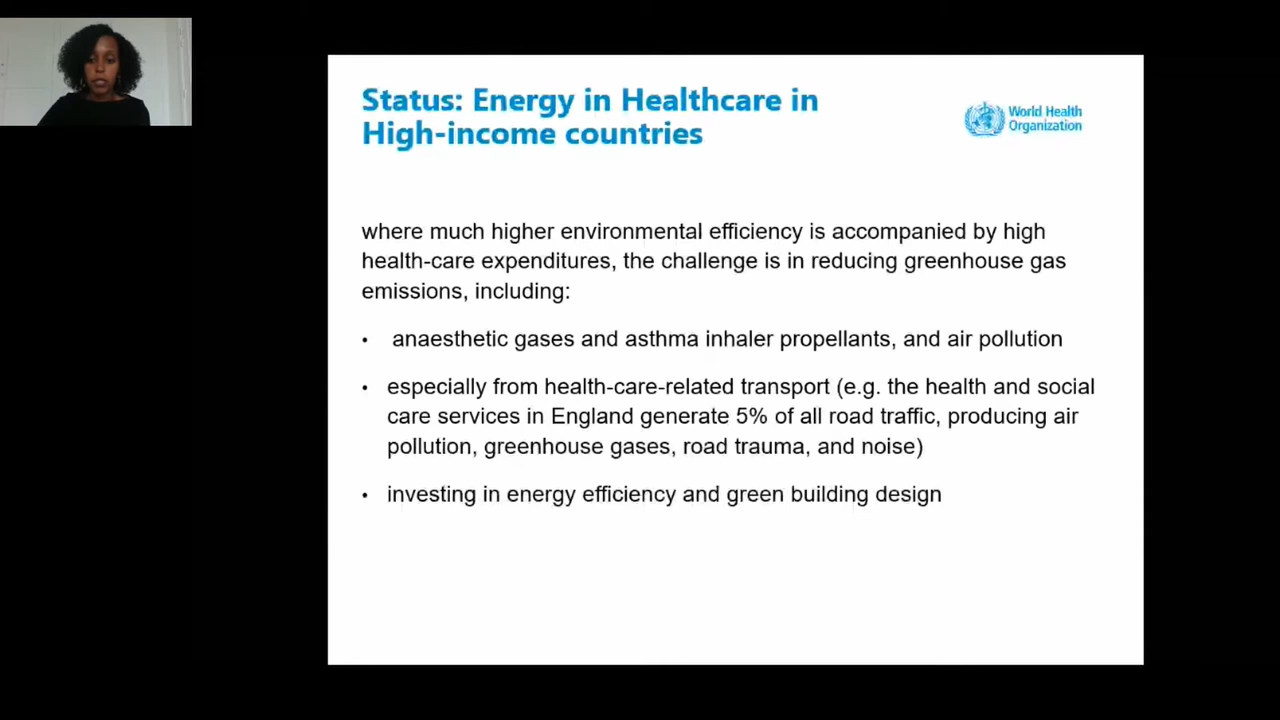 Status: Energy in Healthcare in
High-income countries
World Health
Organization
where much higher environmental efficiency is accompanied by high
health-care expenditures, the challenge is in reducing greenhouse gas
emissions, including:
• anaesthetic gases and asthma inhaler propellants, and air pollution
• especially from health-care-related transport (e.g. the health and social
care services in England generate 5% of all road traffic, producing air
pollution, greenhouse gases, road trauma, and noise)
• investing in energy efficiency and green building design